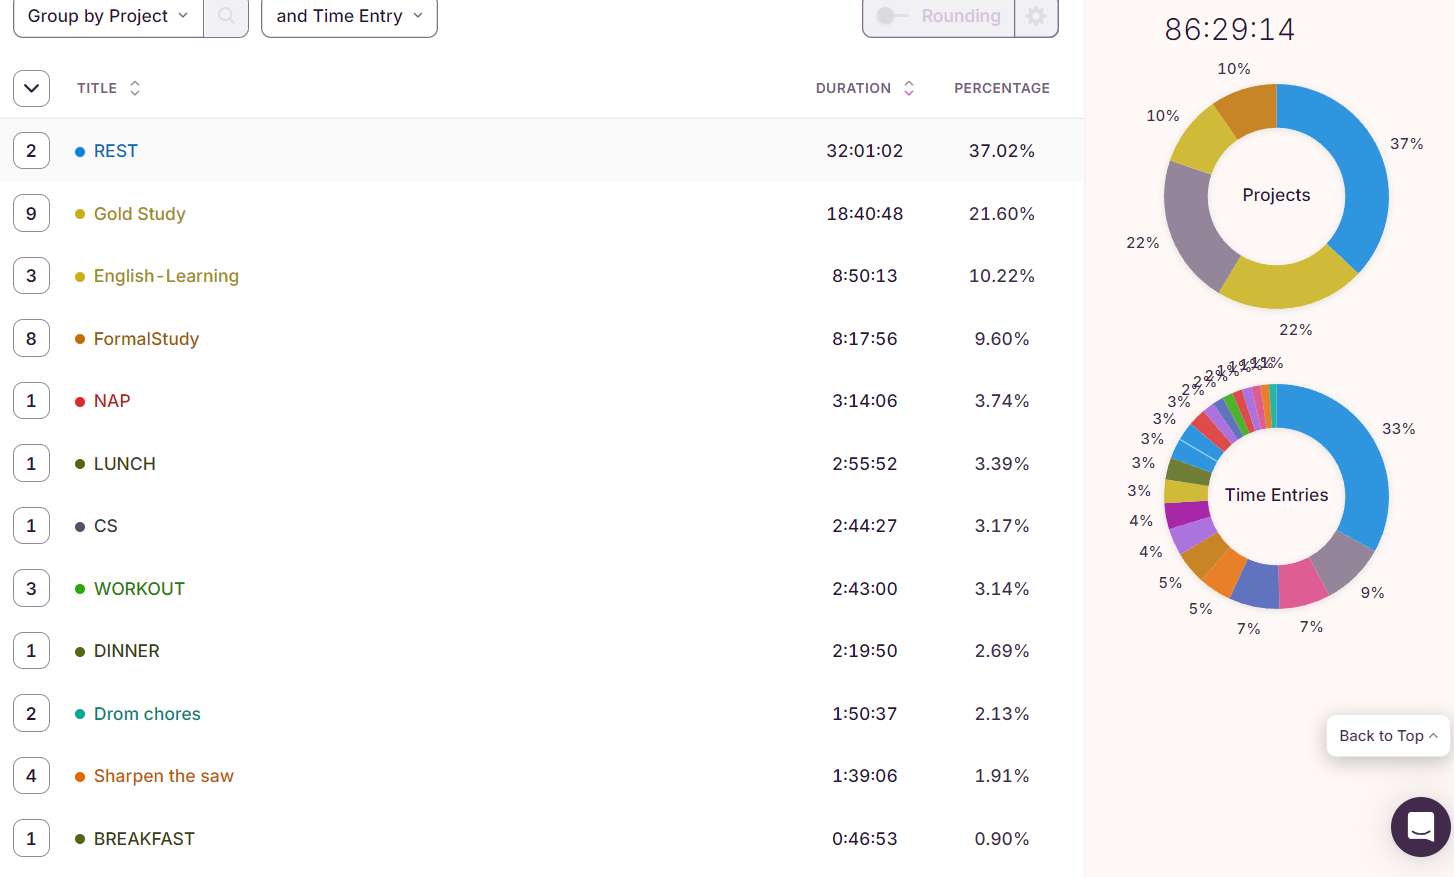 Group by Project
and Time Entry
Rounding
86:29:14
TITLE DURATION PERCENTAGE
2 REST 32:01:02 37.02%
9 Gold Study 18:40:48 21.60%
3 English-Learning 8:50:13 10.22%
8 FormalStudy 8:17:56 9.60%
1 NAP 3:14:06 3.74%
1 LUNCH 2:55:52 3.39%
1 CS 2:44:27 3.17%
3 WORKOUT 2:43:00 3.14%
1 DINNER 2:19:50 2.69%
2 Drom chores 1:50:37 2.13%
4 Sharpen the saw 1:39:06 1.91%
1 BREAKFAST 0:46:53 0.90%
10%
10%
37%
Projects
22%
22%
2%
2%
3%
3%
3%
3%
3%
4%
4%
5%
5%
7%
7%
9%
33%
Time Entries
Back to Top